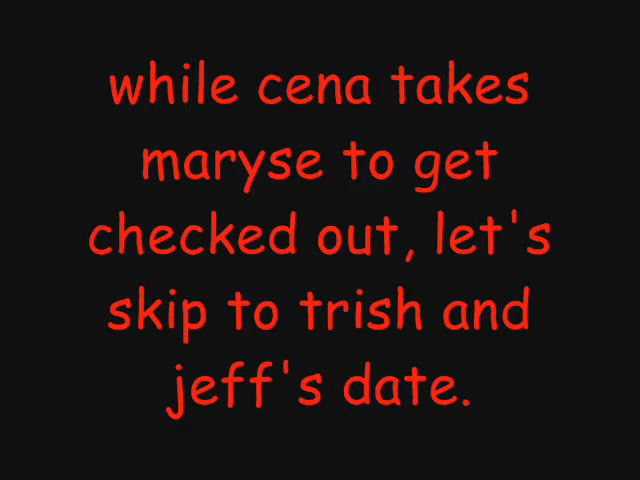 while cena takes
maryse to get
checked out, let's
skip to trish and
jeff's date.